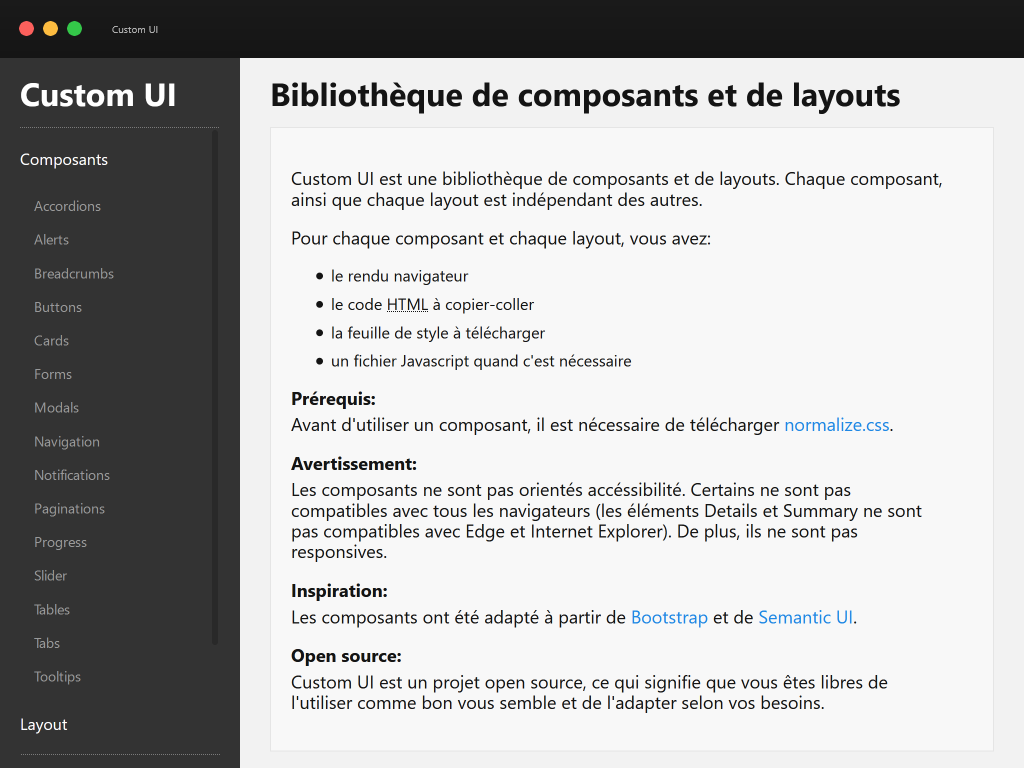 Custom UI
Custom UI
Composants
Accordions
Alerts
Breadcrumbs
Buttons
Cards
Forms
Modals
Navigation
Notifications
Paginations
Progress
Slider
Tables
Tabs
Tooltips
Layout
Bibliothèque de composants et de layouts
Custom UI est une bibliothèque de composants et de layouts. Chaque composant,
ainsi que chaque layout est indépendant des autres.
Pour chaque composant et chaque layout, vous avez:
le rendu navigateur
le code HTML à copier-coller
la feuille de style à télécharger
un fichier Javascript quand c'est nécessaire
Prérequis:
Avant d'utiliser un composant, il est nécessaire de télécharger normalize.css.
Avertissement:
Les composants ne sont pas orientés accéssibilité. Certains ne sont pas
compatibles avec tous les navigateurs (les éléments Details et Summary ne sont
pas compatibles avec Edge et Internet Explorer). De plus, ils ne sont pas
responsives.
Inspiration:
Les composants ont été adapté à partir de Bootstrap et de Semantic UI.
Open source:
Custom UI est un projet open source, ce qui signifie que vous êtes libres de
l'utiliser comme bon vous semble et de l'adapter selon vos besoins.